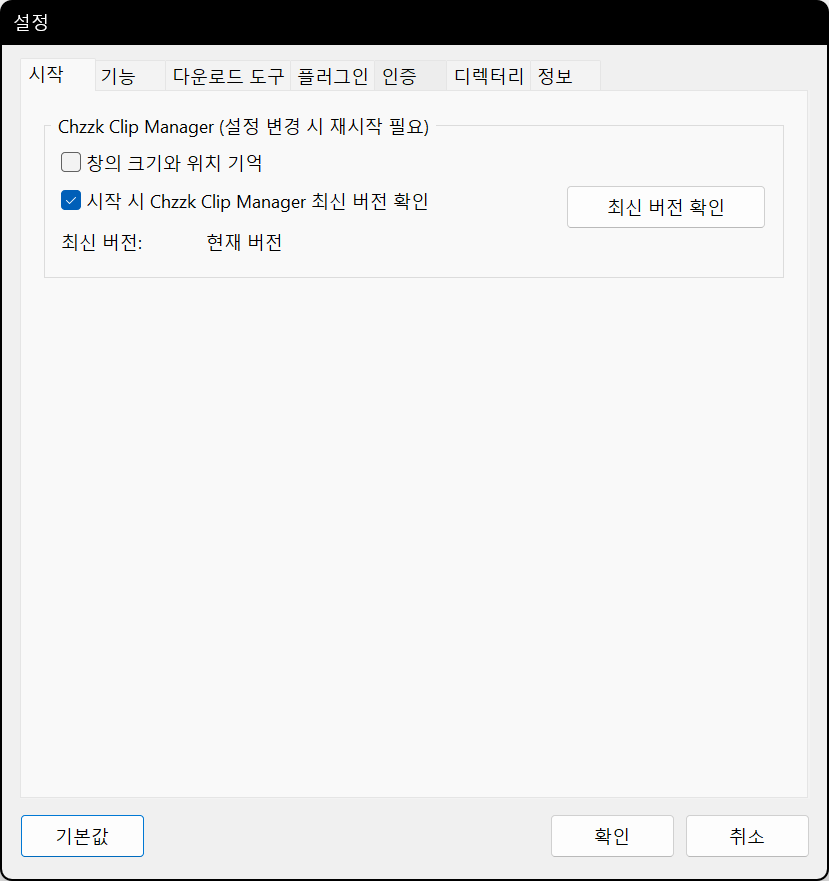 설정
시작 기능 다운로드 도구 플러그인 인증 디렉터리 정보
Chzzk Clip Manager (설정 변경 시 재시작 필요)
창의 크기와 위치 기억
시작 시 Chzzk Clip Manager 최신 버전 확인
최신 버전 확인
최신 버전: 현재 버전
기본값 확인 취소